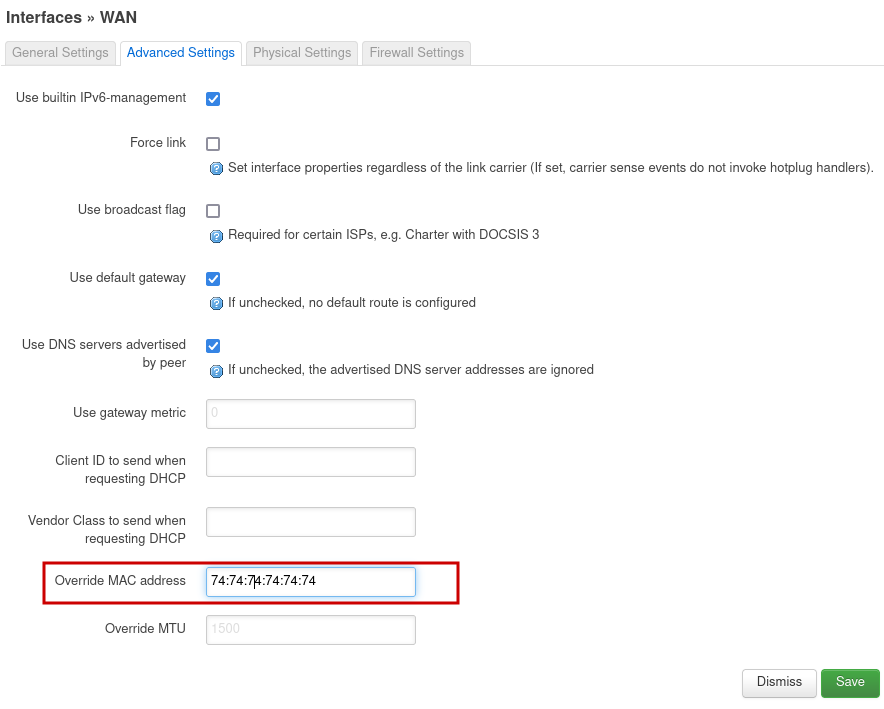 Interfaces » WAN
General Settings Advanced Settings Physical Settings Firewall Settings
Use builtin IPv6-management
Force link
Set interface properties regardless of the link carrier (If set, carrier sense events do not invoke hotplug handlers).
Use broadcast flag
Required for certain ISPs, e.g. Charter with DOCSIS 3
Use default gateway
If unchecked, no default route is configured
Use DNS servers advertised
by peer
If unchecked, the advertised DNS server addresses are ignored
Use gateway metric 0
Client ID to send when
requesting DHCP
Vendor Class to send when
requesting DHCP
Override MAC address 74:74:74:74:74:74
Override MTU 1500
Dismiss Save